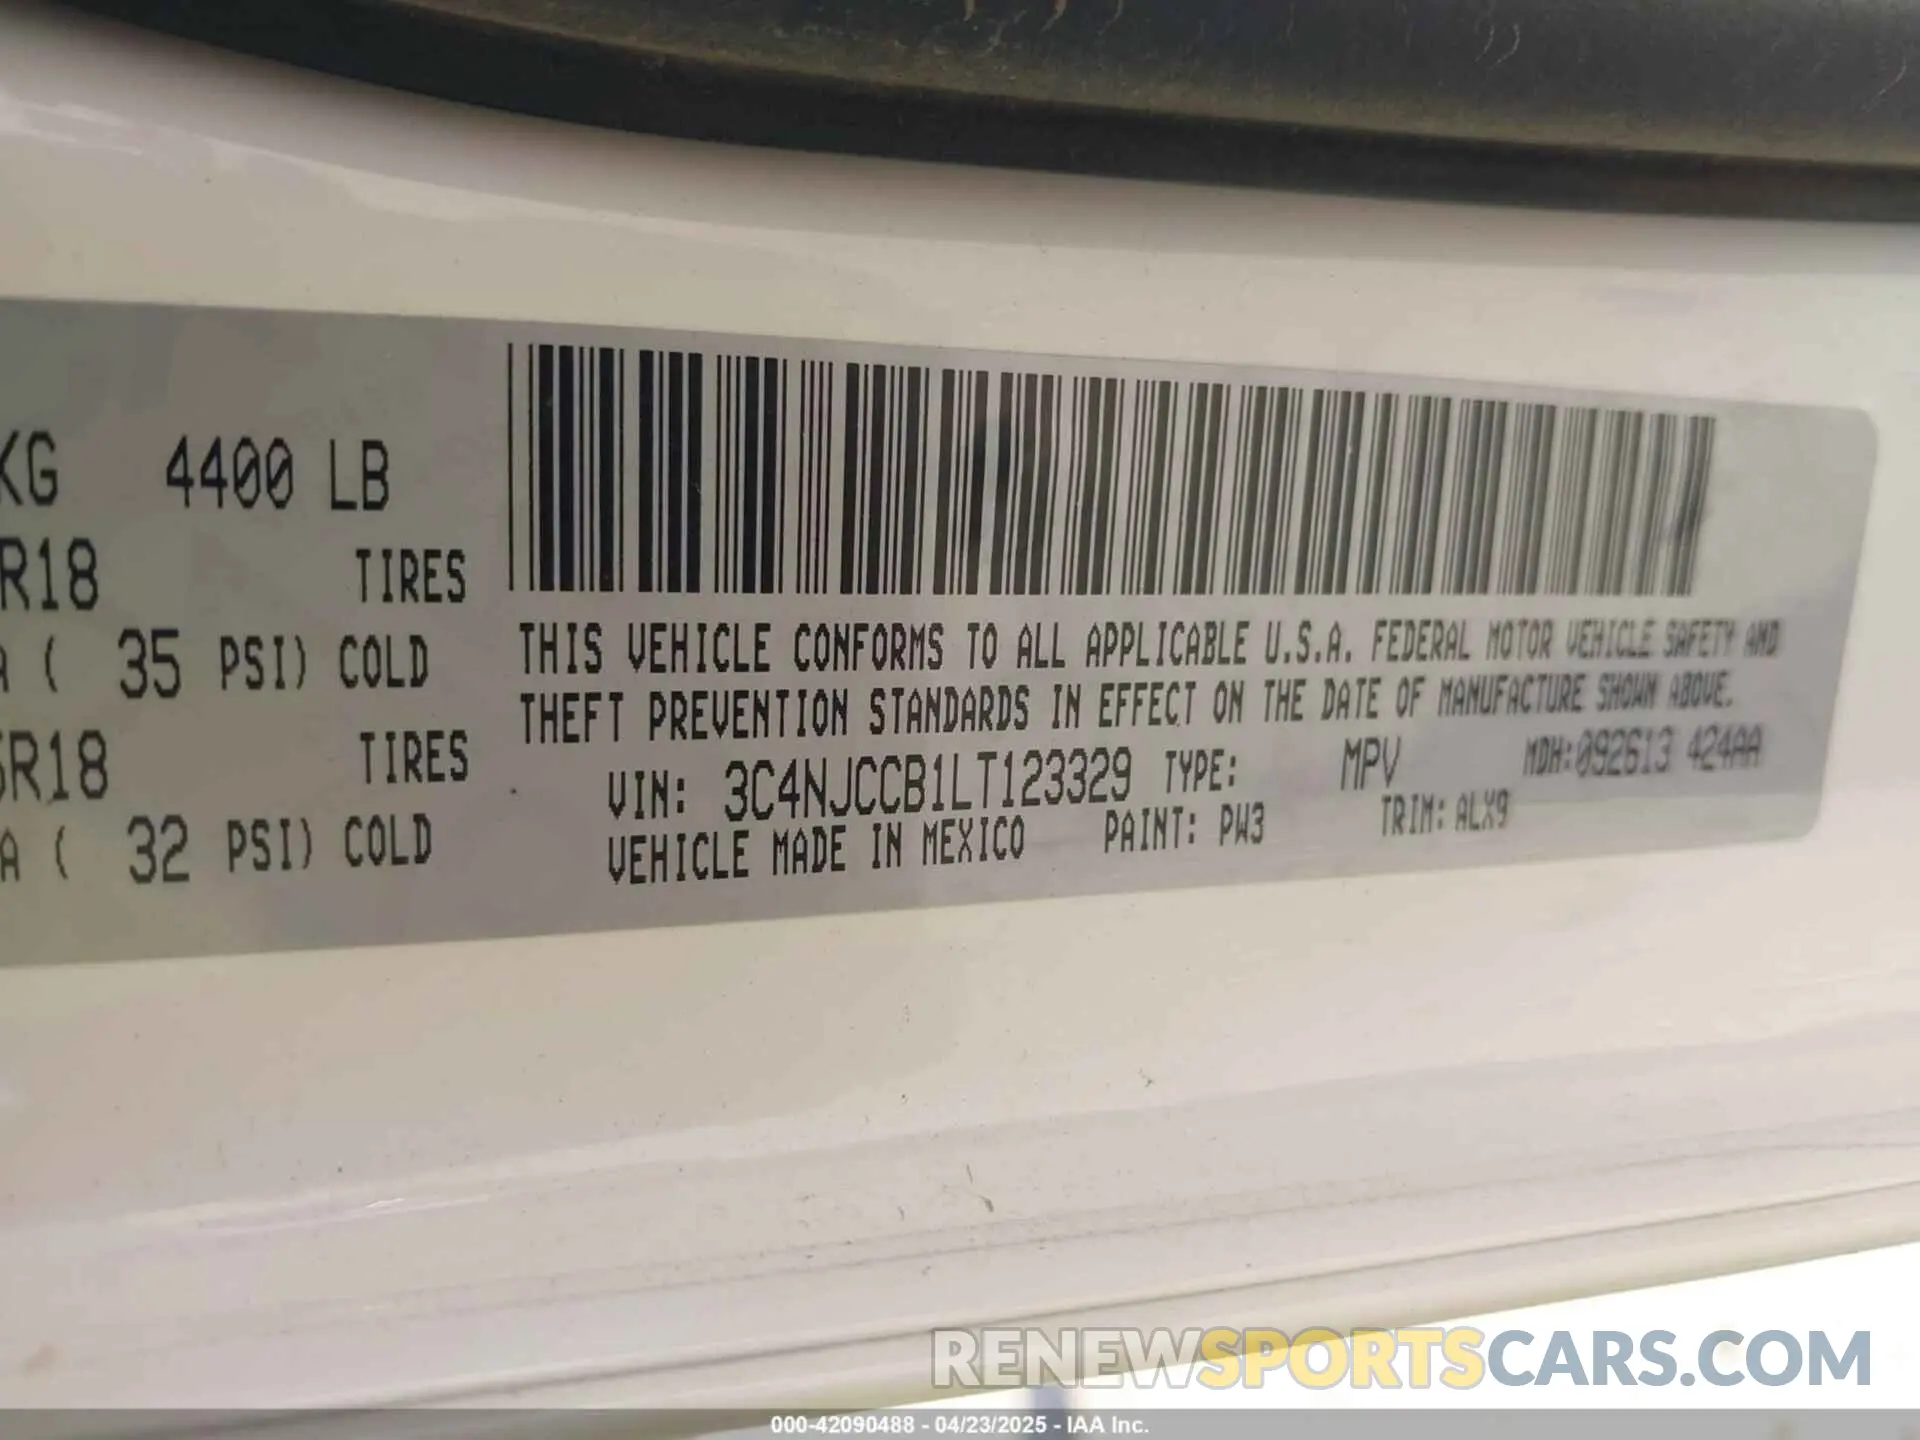 KG 4400 LB
R18 TIRES
A ( 35 PSI) COLD
5R18 TIRES
A ( 32 PSI) COLD
THIS VEHICLE CONFORMS TO ALL APPLICABLE U.S.A. FEDERAL MOTOR VEHICLE SAFETY AND
THEFT PREVENTION STANDARDS IN EFFECT ON THE DATE OF MANUFACTURE SHOWN ABOVE.
VIN: 3C4NJCCB1LT123329 TYPE: MPV MDH:092613 424AA
VEHICLE MADE IN MEXICO PAINT: PW3 TRIM: ALX9
RENEWSPORTSCARS.COM
000-42090488 - 04/23/2025 - IAA Inc.